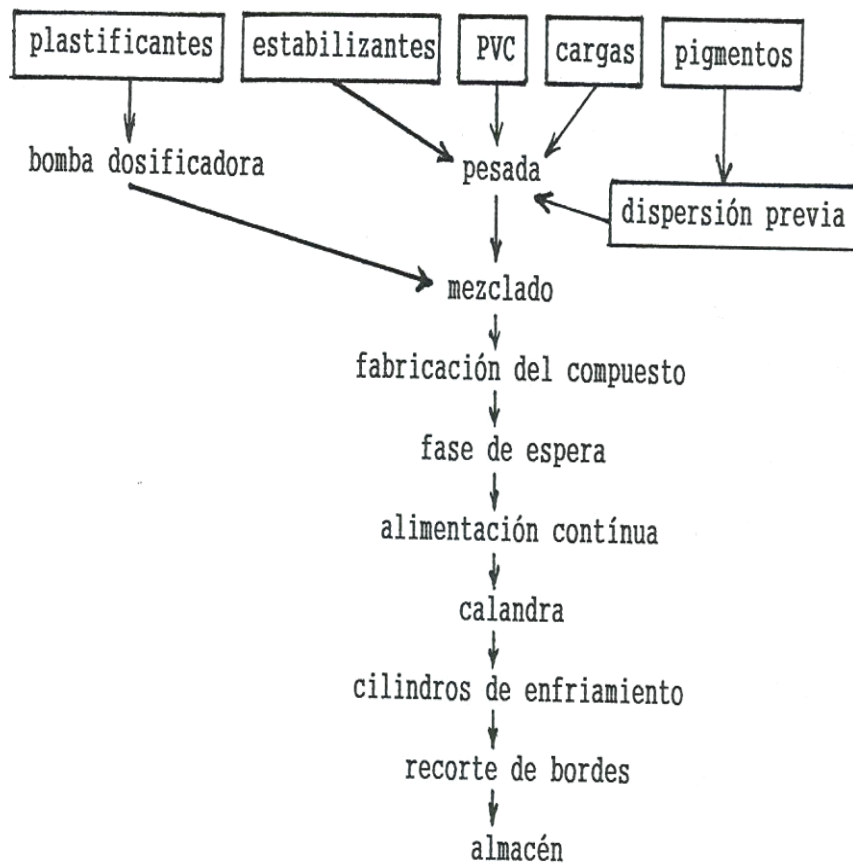 plastificantes estabilizantes PVC cargas pigmentos
bomba dosificadora pesada
dispersión previa
mezclado
fabricación del compuesto
fase de espera
alimentación contínua
calandra
cilindros de enfriamiento
recorte de bordes
almacén